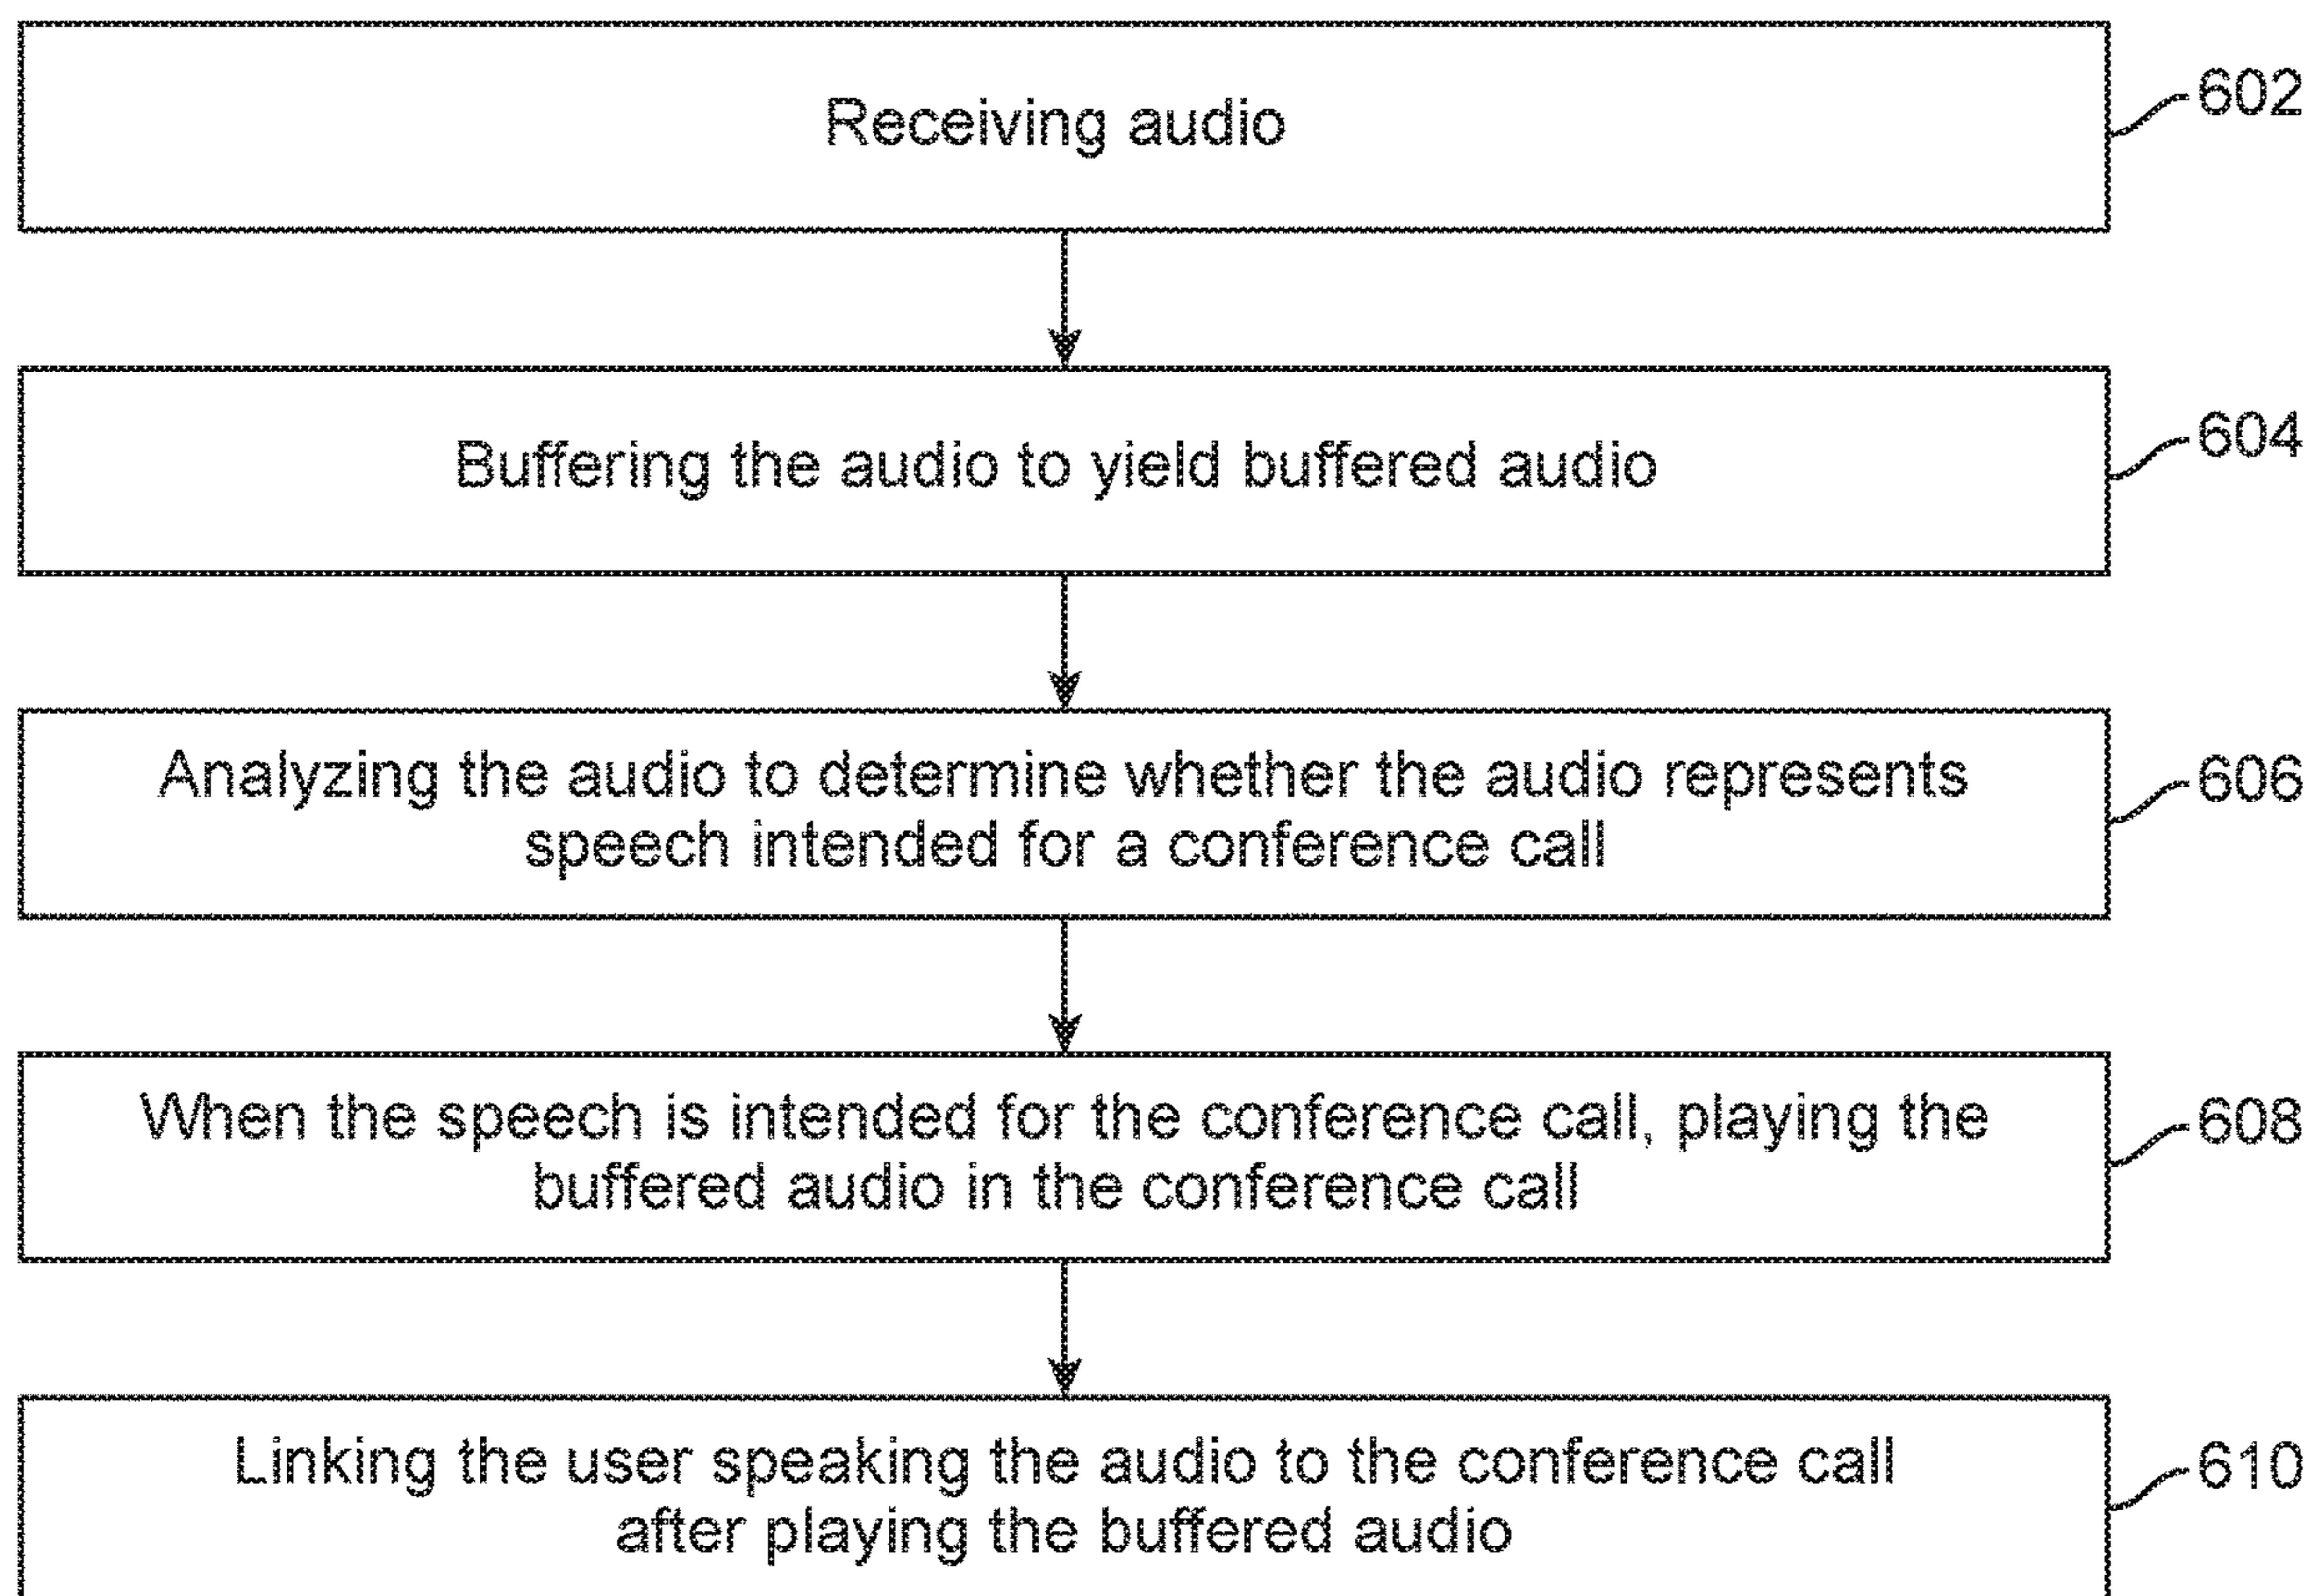 Receiving audio
602
Buffering the audio to yield buffered audio
604
Analyzing the audio to determine whether the audio represents
speech intended for a conference call
606
When the speech is intended for the conference call, playing the
buffered audio in the conference call
608
Linking the user speaking the audio to the conference call
after playing the buffered audio
610